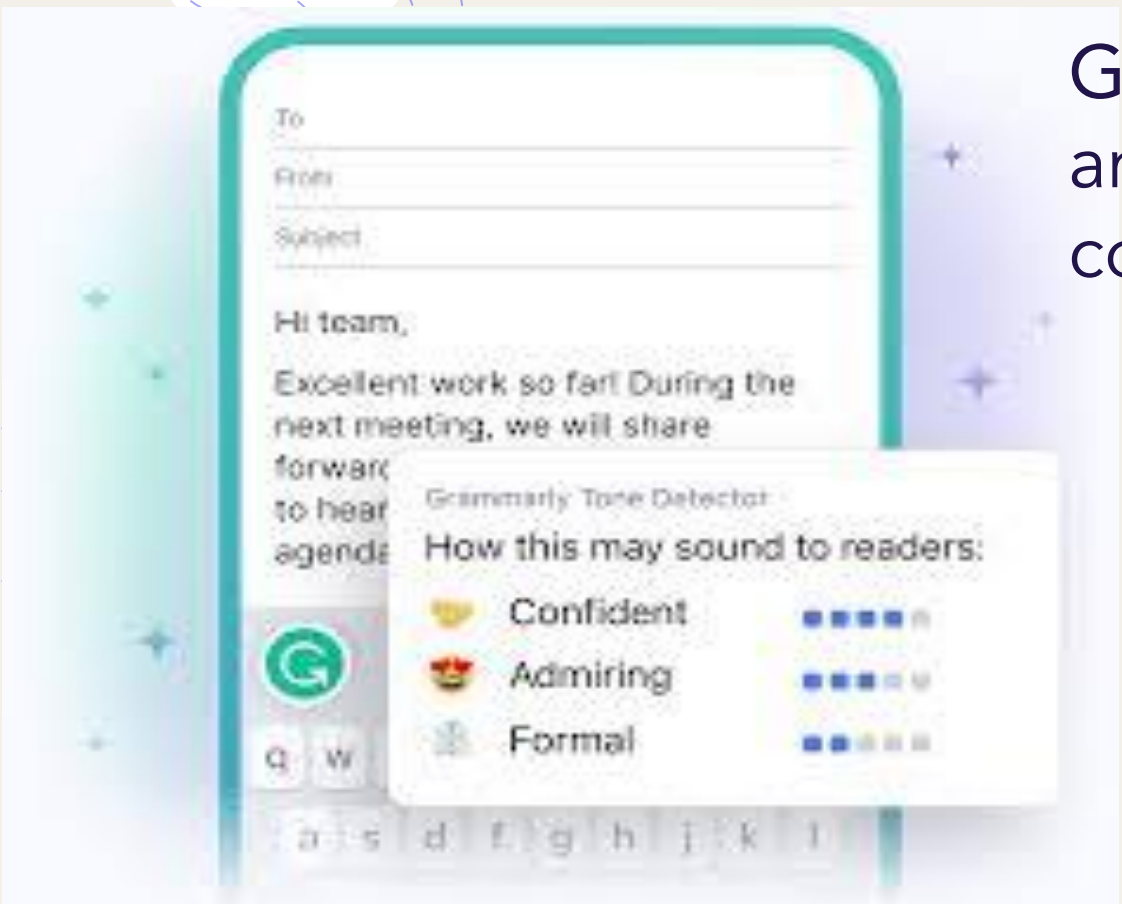 To
From
Subject
Hi team,
Excellent work so far! During the
next meeting, we will share
forward
to hear
agenda
Grammarly Tone Detector
How this may sound to readers:
Confident
Admiring
Formal
q w
a s d f g h j k l
G
ar
co